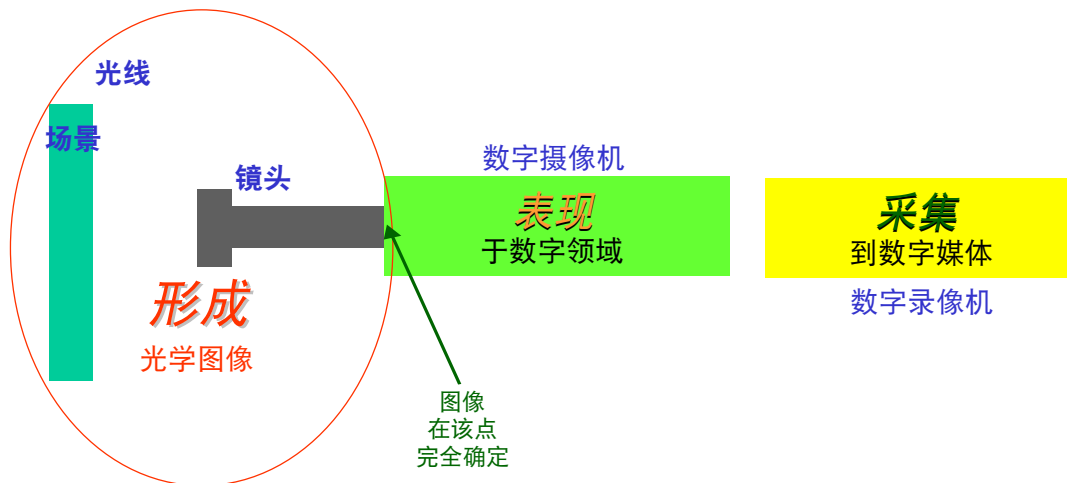 光线
场景
镜头
形成
光学图像
数字摄像机
表现
于数字领域
图像
在该点
完全确定
采集
到数字媒体
数字录像机